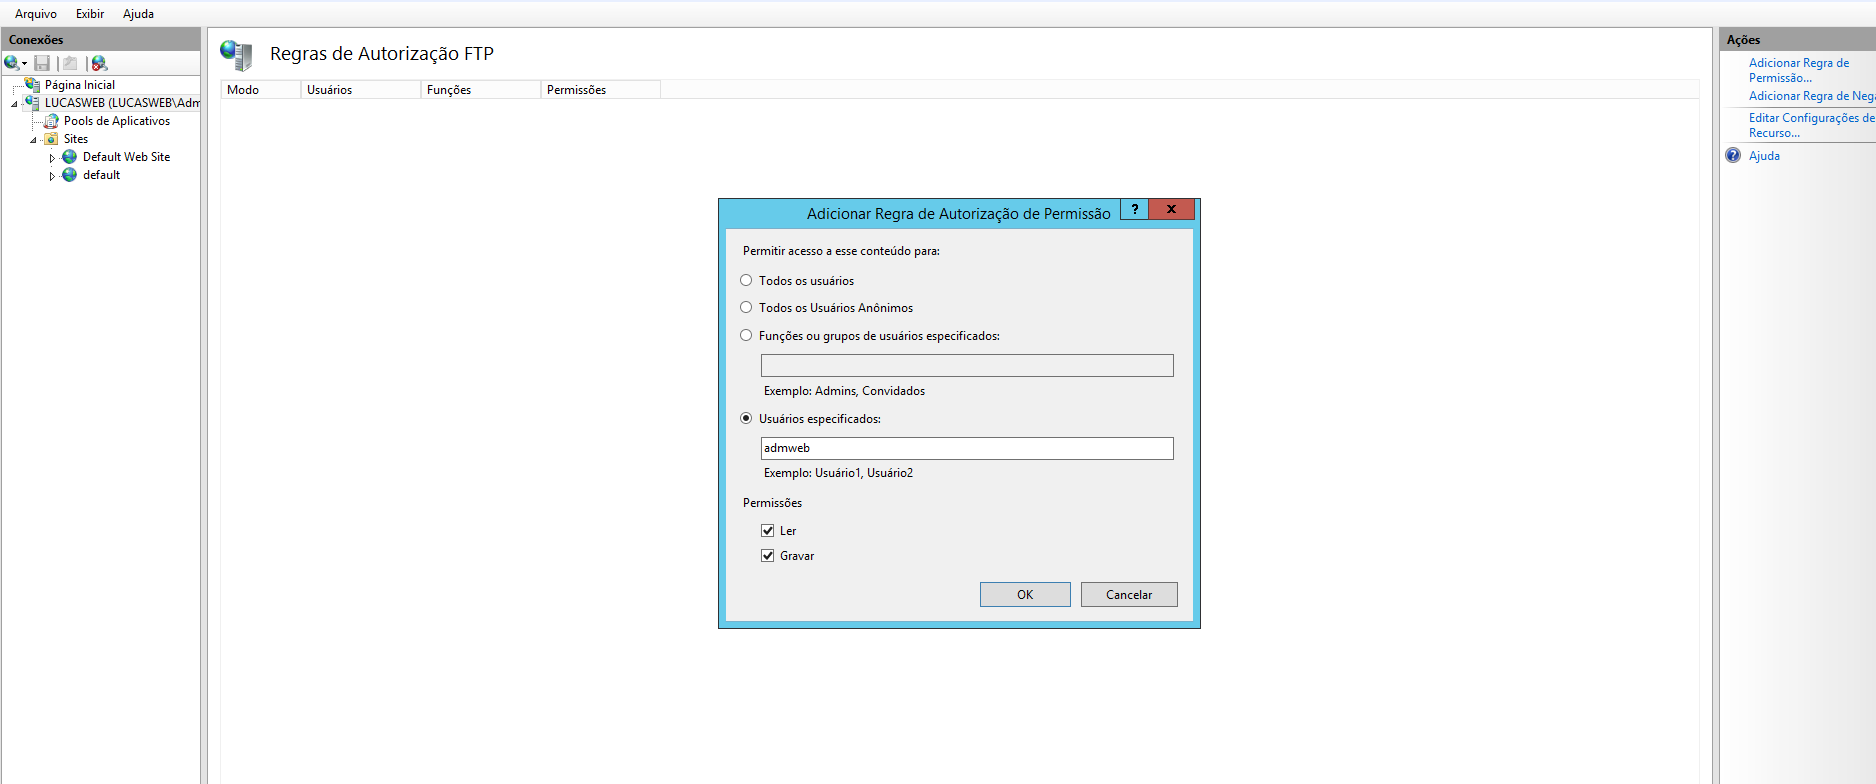 Arquivo Exibir Ajuda
Conexões
Página Inicial
LUCASWEB (LUCASWEB\Adm
Pools de Aplicativos
Sites
Default Web Site
default
Regras de Autorização FTP
Modo Usuários Funções Permissões
Adicionar Regra de Autorização de Permissão ? x
Permitir acesso a esse conteúdo para:
Todos os usuários
Todos os Usuários Anônimos
Funções ou grupos de usuários especificados:
Exemplo: Admins, Convidados
Usuários especificados:
admweb
Exemplo: Usuário1, Usuário2
Permissões
Ler
Gravar
OK Cancelar
Ações
Adicionar Regra de
Permissão...
Adicionar Regra de Nega
Editar Configurações de
Recurso...
? Ajuda